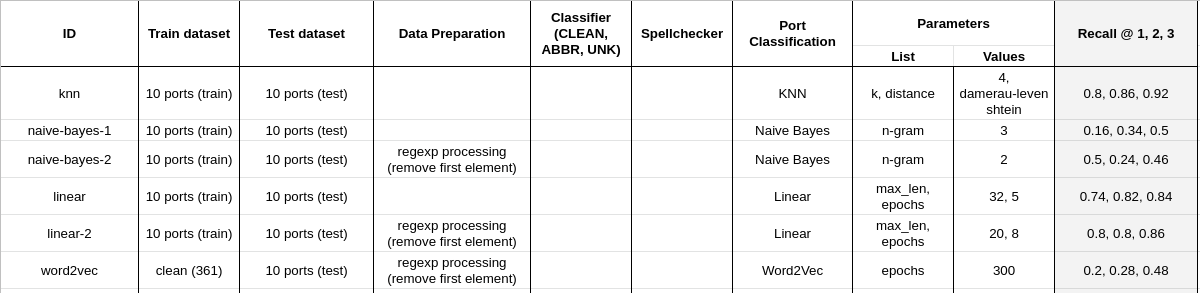 ID Train dataset Test dataset Data Preparation Classifier (CLEAN, ABBR, UNK) Spellchecker Port Classification Parameters Recall @ 1, 2, 3
List Values
knn 10 ports (train) 10 ports (test) KNN k, distance 4, damerau-leven shtein 0.8, 0.86, 0.92
naive-bayes-1 10 ports (train) 10 ports (test) Naive Bayes n-gram 3 0.16, 0.34, 0.5
naive-bayes-2 10 ports (train) 10 ports (test) regexp processing (remove first element) Naive Bayes n-gram 2 0.5, 0.24, 0.46
linear 10 ports (train) 10 ports (test) Linear max_len, epochs 32, 5 0.74, 0.82, 0.84
linear-2 10 ports (train) 10 ports (test) regexp processing (remove first element) Linear max_len, epochs 20, 8 0.8, 0.8, 0.86
word2vec clean (361) 10 ports (test) regexp processing (remove first element) Word2Vec epochs 300 0.2, 0.28, 0.48